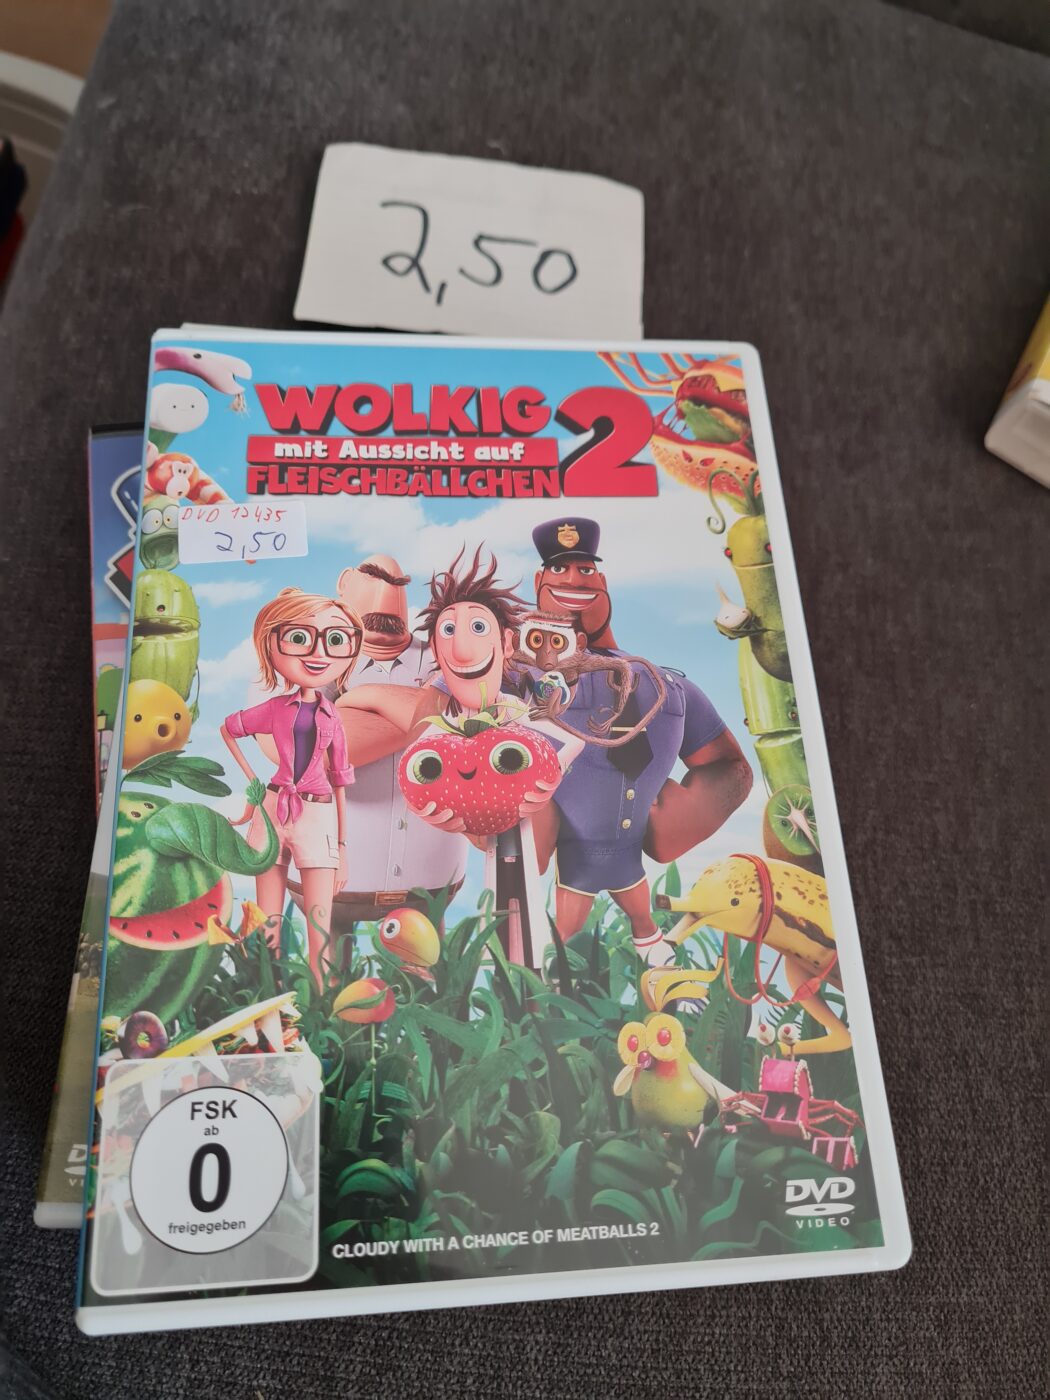 2,50
WOLKIG
mit Aussicht auf
FLEISCHBÄLLCHEN
2
DVD 12435
2,50
FSK
ab
0
freigegeben
CLOUDY WITH A CHANCE OF MEATBALLS 2
DVD
VIDEO